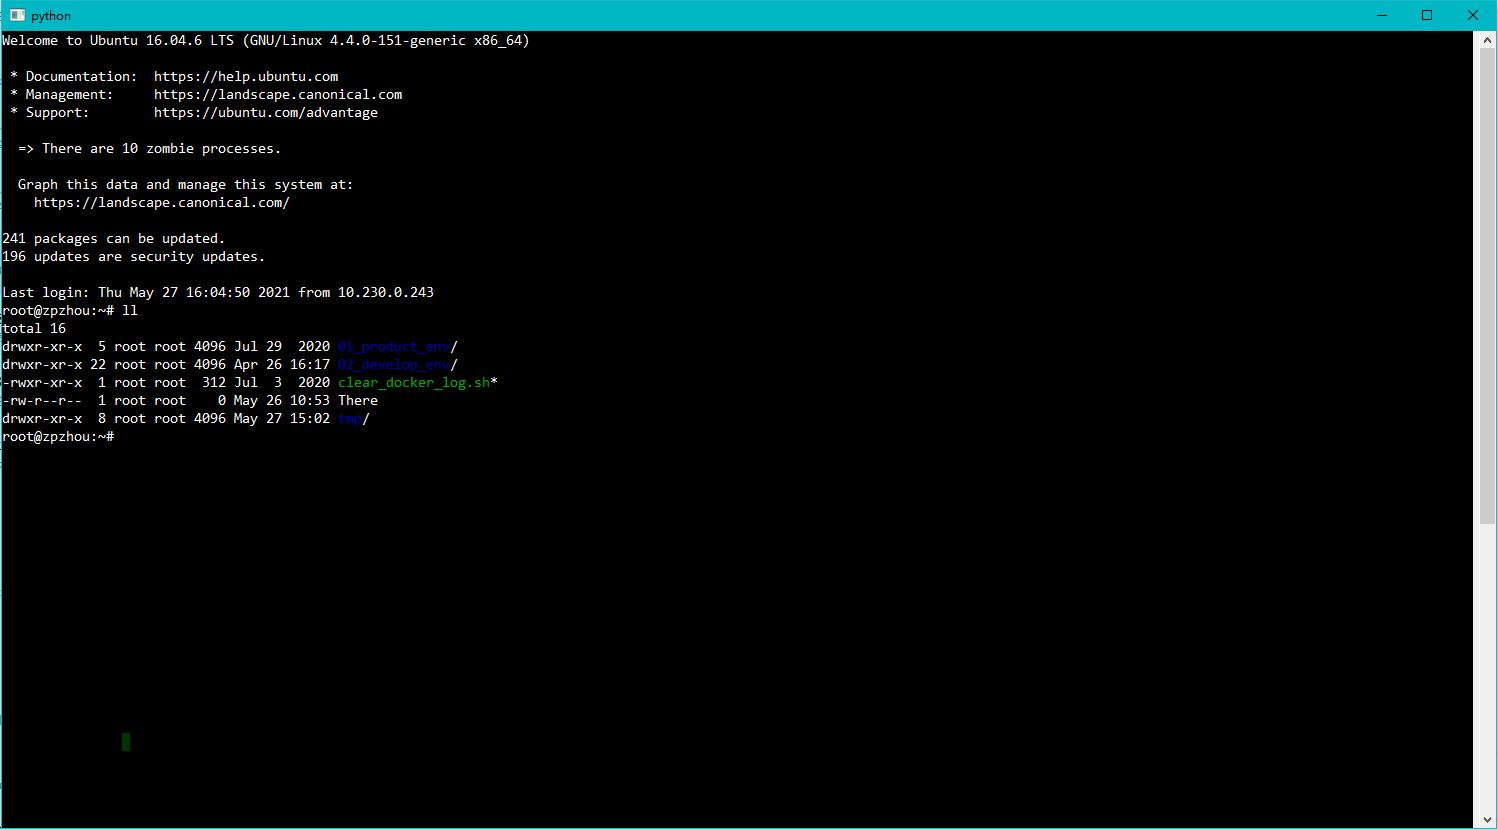 python
Welcome to Ubuntu 16.04.6 LTS (GNU/Linux 4.4.0-151-generic x86_64)
* Documentation:  https://help.ubuntu.com
* Management:     https://landscape.canonical.com
* Support:        https://ubuntu.com/advantage
=> There are 10 zombie processes.
Graph this data and manage this system at:
https://landscape.canonical.com/
241 packages can be updated.
196 updates are security updates.
Last login: Thu May 27 16:04:50 2021 from 10.230.0.243
root@zpzhou:~# ll
total 16
drwxr-xr-x  5 root root 4096 Jul 29  2020 01_product_env/
drwxr-xr-x 22 root root 4096 Apr 26 16:17 02_develop_env/
-rwxr-xr-x  1 root root  312 Jul  3  2020 clear_docker_log.sh*
-rw-r--r--  1 root root    0 May 26 10:53 There
drwxr-xr-x  8 root root 4096 May 27 15:02 tmp/
root@zpzhou:~#